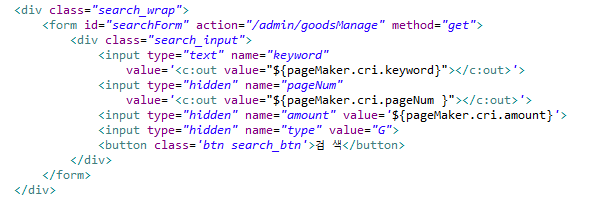 <div class="search_wrap">
<form id="searchForm" action="/admin/goodsManage" method="get">
<div class="search_input">
<input type="text" name="keyword"
value='<c:out value="${pageMaker.cri.keyword}"></c:out>'>
<input type="hidden" name="pageNum"
value='<c:out value="${pageMaker.cri.pageNum }"></c:out>'>
<input type="hidden" name="amount" value='${pageMaker.cri.amount}'>
<input type="hidden" name="type" value="G">
<button class='btn search_btn'>검 색</button>
</div>
</form>
</div>